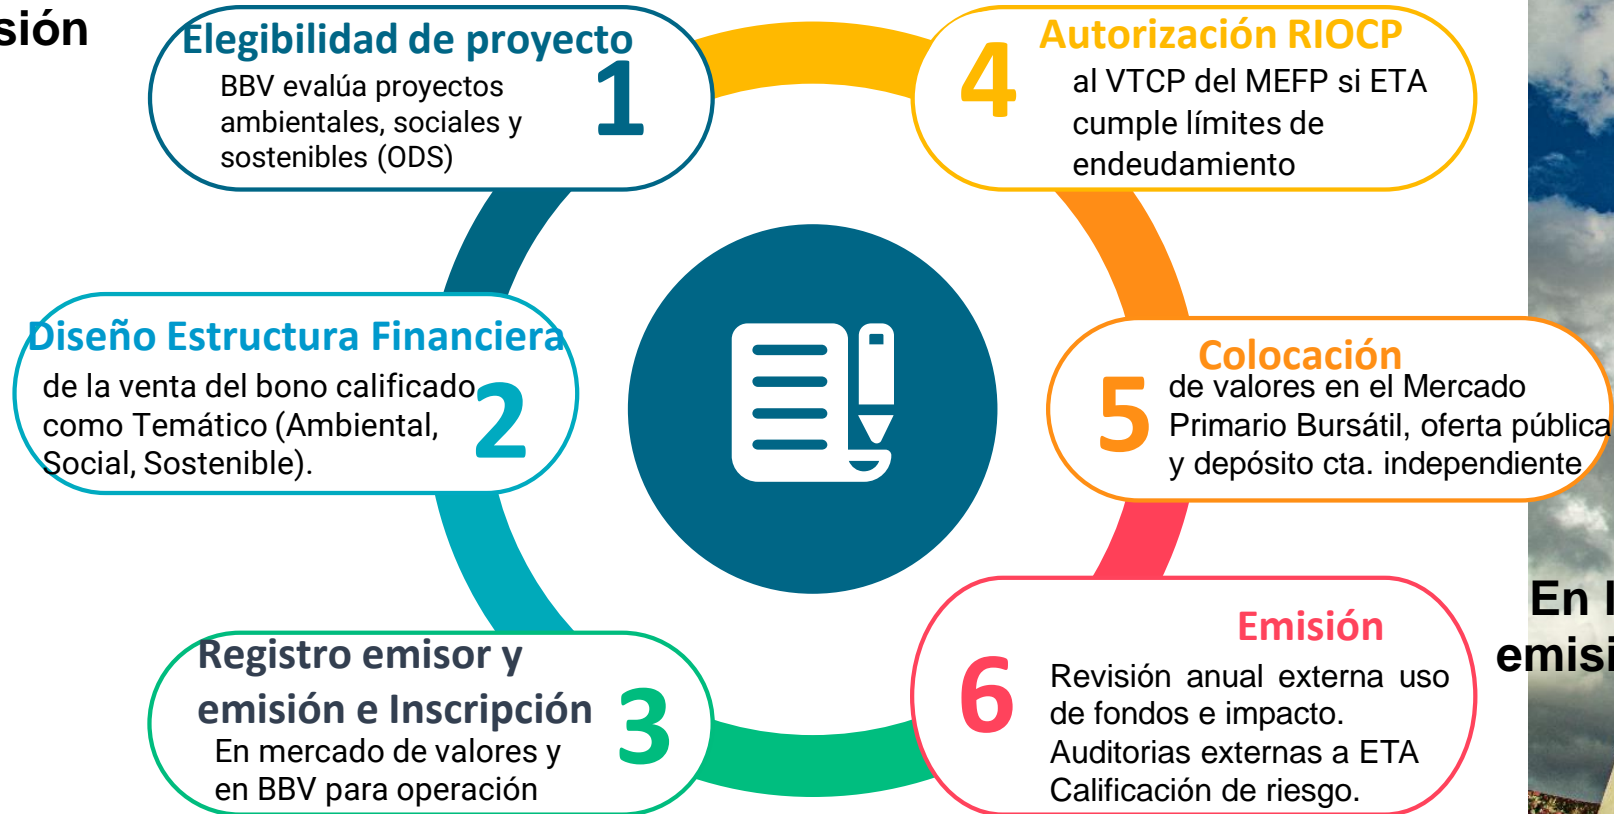 sión
Elegibilidad de proyecto
BBV evalúa proyectos
ambientales, sociales y
sostenibles (ODS)
1
Diseño Estructura Financiera
de la venta del bono calificado
como Temático (Ambiental,
Social, Sostenible).
2
Registro emisor y
emisión e Inscripción
En mercado de valores y
en BBV para operación
3
4
Autorización RIOCP
al VTCP del MEFP si ETA
cumple límites de
endeudamiento
5
Colocación
de valores en el Mercado
Primario Bursátil, oferta pública
y depósito cta. independiente
6
Emisión
Revisión anual externa uso
de fondos e impacto.
Auditorias externas a ETA
Calificación de riesgo.
En l
emisi